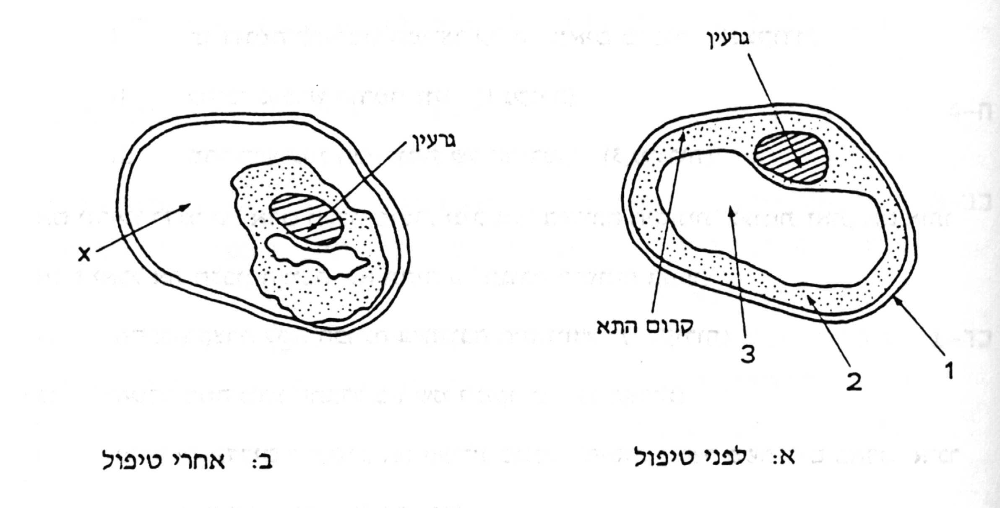 גרעין
גרעין
קרום התא
x
3
2
1
א: לפני טיפול
ב: אחרי טיפול